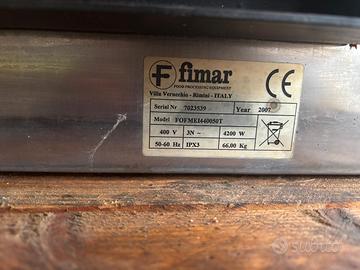 F fimar
FOOD PROCESSING EQUIPMENT
CE
Villa Verucchio - Rimini - ITALY
Serial Nr 7023539 Year 2007
Model FOFMEI440050T
400 V 3N~ 4200 W
50-60 Hz IPX3 66,00 Kg
subito